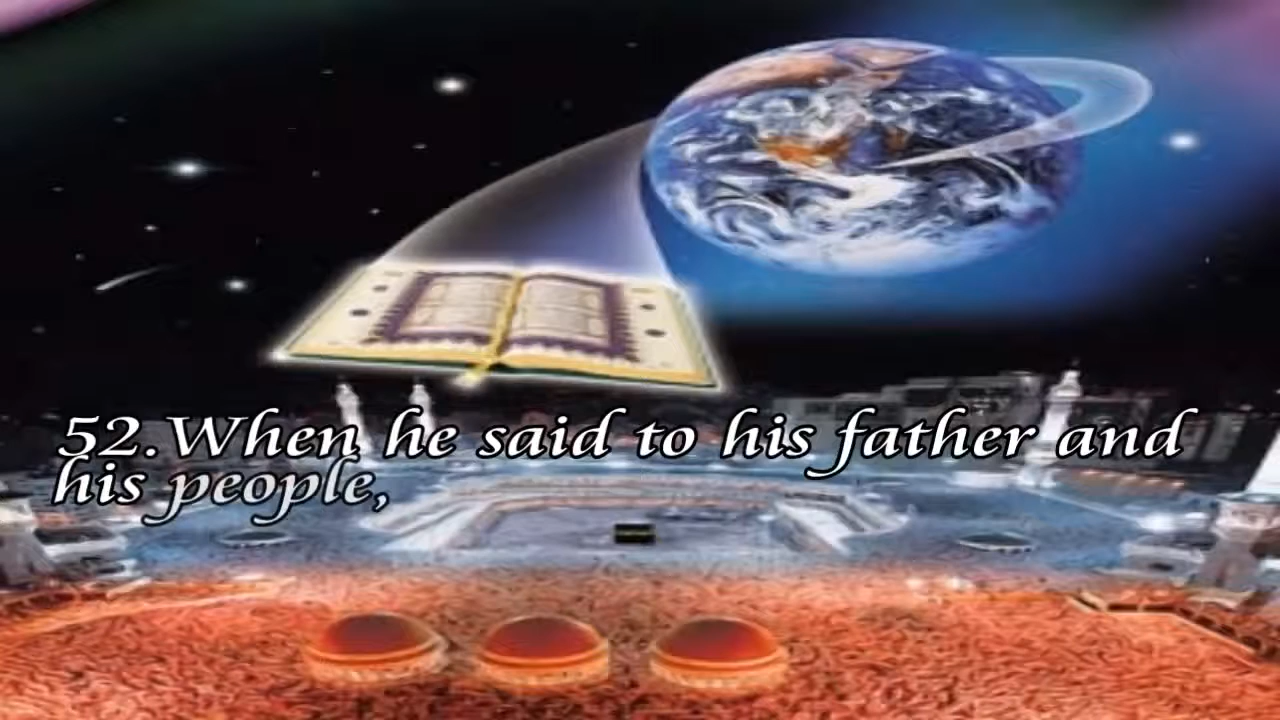 52.When he said to his father and
his people,